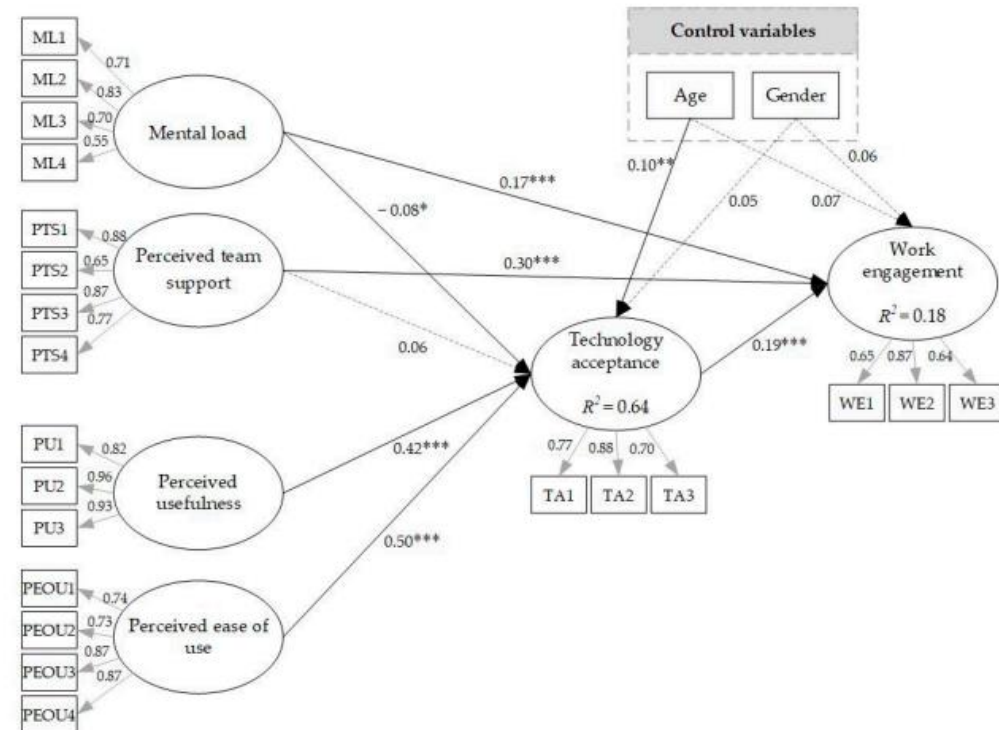 ML1
ML2
ML3
ML4
0.71
0.83
0.70
0.55
Mental load
PTS1
PTS2
PTS3
PTS4
0.88
0.65
0.87
0.77
Perceived team
support
PU1
PU2
PU3
0.82
0.96
0.93
Perceived
usefulness
PEOU1
PEOU2
PEOU3
PEOU4
0.74
0.73
0.87
0.87
Perceived ease of
use
Control variables
Age
Gender
0.10**
0.05
0.07
0.06
0.17***
− 0.08*
0.30***
0.06
0.42***
0.50***
0.19***
Technology
acceptance
R² = 0.64
0.77
0.88
0.70
TA1
TA2
TA3
Work
engagement
R² = 0.18
0.65
0.87
0.64
WE1
WE2
WE3